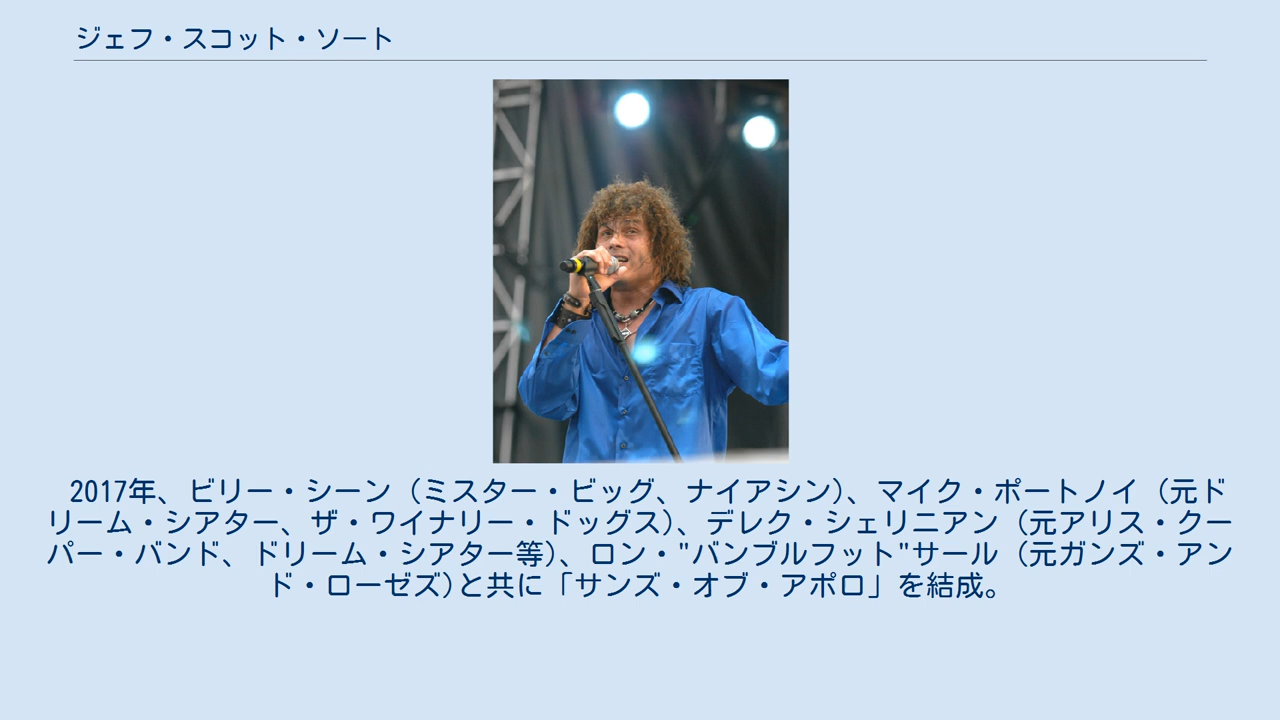 ジェフ・スコット・ソート
2017年、ビリー・シーン（ミスター・ビッグ、ナイアシン)、マイク・ポートノイ（元ド
リーム・シアター、ザ・ワイナリー・ドッグス)、デレク・シェリニアン（元アリス・クー
パー・バンド、ドリーム・シアター等)、ロン・"バンブルフット"サール（元ガンズ・アン
ド・ローゼズ)と共に「サンズ・オブ・アポロ」を結成。